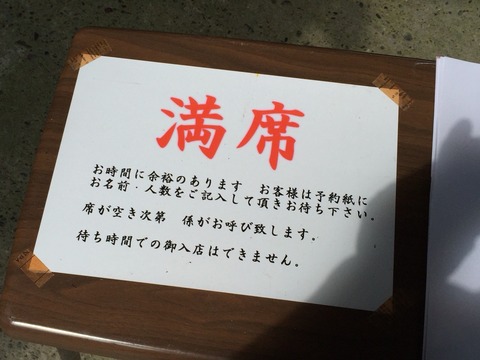 満席
お時間に余裕のあります　お客様は予約紙に
お名前・人数をご記入して頂きお待ち下さい。
席が空き次第　係がお呼び致します。
待ち時間での御入店はできません。